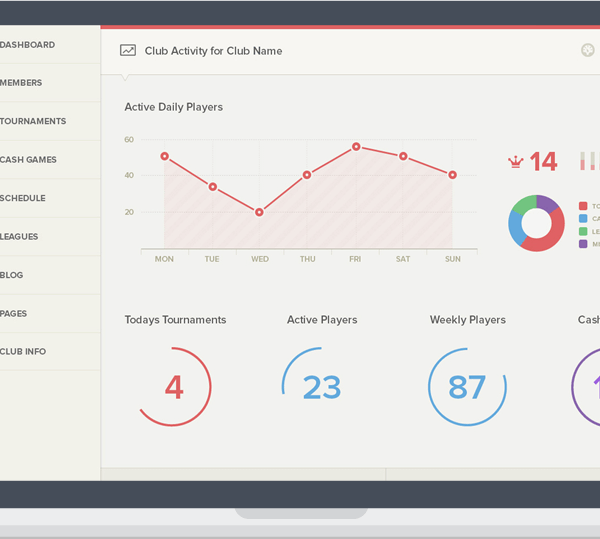 DASHBOARD
MEMBERS
TOURNAMENTS
CASH GAMES
SCHEDULE
LEAGUES
BLOG
PAGES
CLUB INFO
Club Activity for Club Name
Active Daily Players
60
40
20
MON TUE WED THU FRI SAT SUN
14
TO
CA
LE
ME
Todays Tournaments
4
Active Players
23
Weekly Players
87
Cash